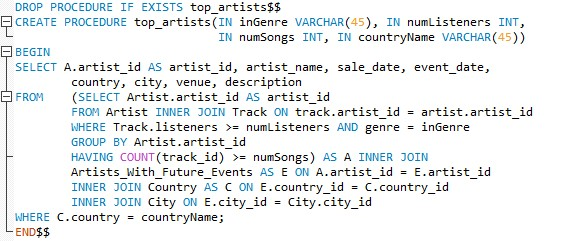 DROP PROCEDURE IF EXISTS top_artists$$
CREATE PROCEDURE top_artists(IN inGenre VARCHAR(45), IN numListeners INT,
IN numSongs INT, IN countryName VARCHAR(45))
BEGIN
SELECT A.artist_id AS artist_id, artist_name, sale_date, event_date,
country, city, venue, description
FROM (SELECT Artist.artist_id AS artist_id
FROM Artist INNER JOIN Track ON track.artist_id = artist.artist_id
WHERE Track.listeners >= numListeners AND genre = inGenre
GROUP BY Artist.artist_id
HAVING COUNT(track_id) >= numSongs) AS A INNER JOIN
Artists_With_Future_Events AS E ON A.artist_id = E.artist_id
INNER JOIN Country AS C ON E.country_id = C.country_id
INNER JOIN City ON E.city_id = City.city_id
WHERE C.country = countryName;
END$$